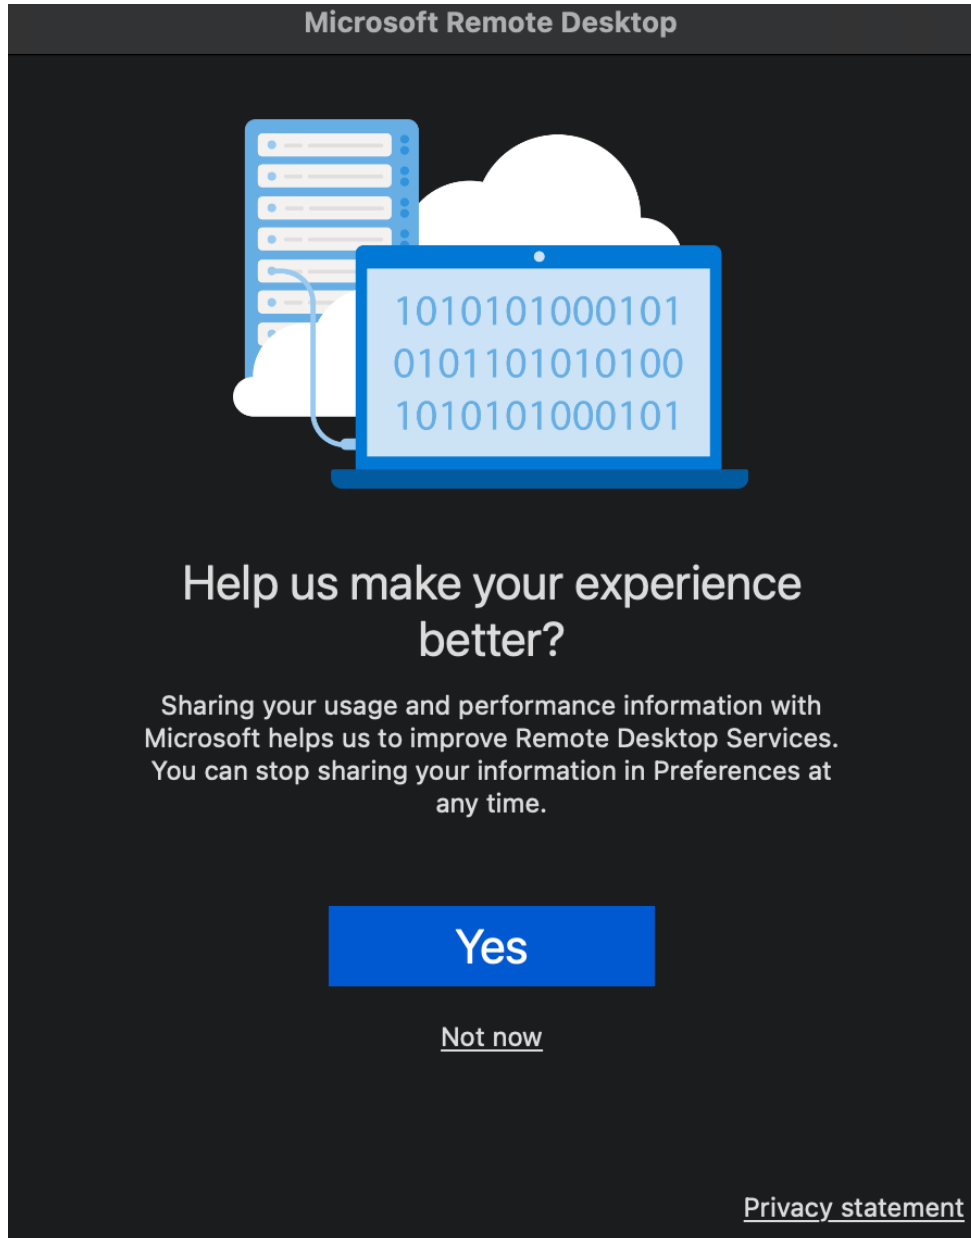 Microsoft Remote Desktop
1010101000101
0101101010100
1010101000101
Help us make your experience
better?
Sharing your usage and performance information with
Microsoft helps us to improve Remote Desktop Services.
You can stop sharing your information in Preferences at
any time.
Yes
Not now
Privacy statement